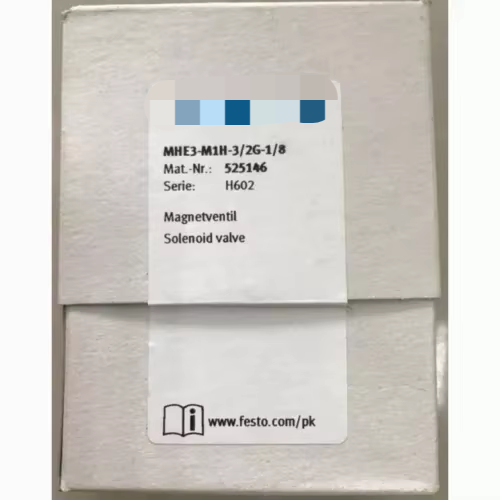 MHE3-M1H-3/2G-1/8
Mat.-Nr.: 525146
Serie: H602
Magnetventil
Solenoid valve
i www.festo.com/pk